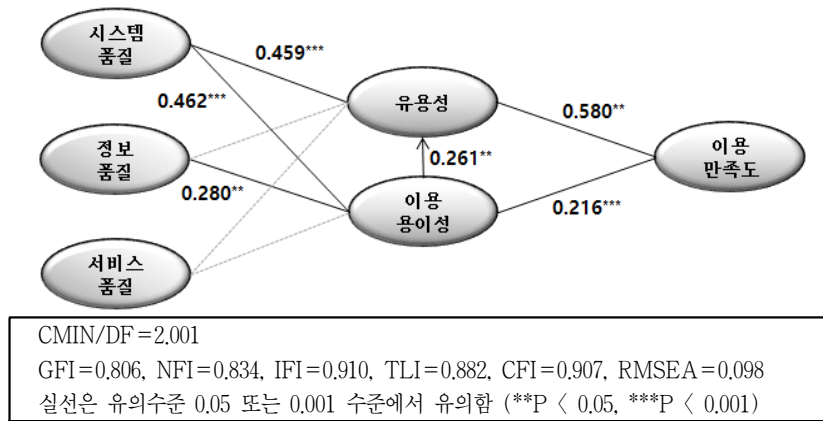 시스템
품질
0.459***
0.462***
유용성
0.580**
정보
품질
0.261**
이용
만족도
0.280**
이용
용이성
0.216***
서비스
품질
CMIN/DF=2.001
GFI=0.806, NFI=0.834, IFI=0.910, TLI=0.882, CFI=0.907, RMSEA=0.098
실선은 유의수준 0.05 또는 0.001 수준에서 유의함 (**P < 0.05, ***P < 0.001)